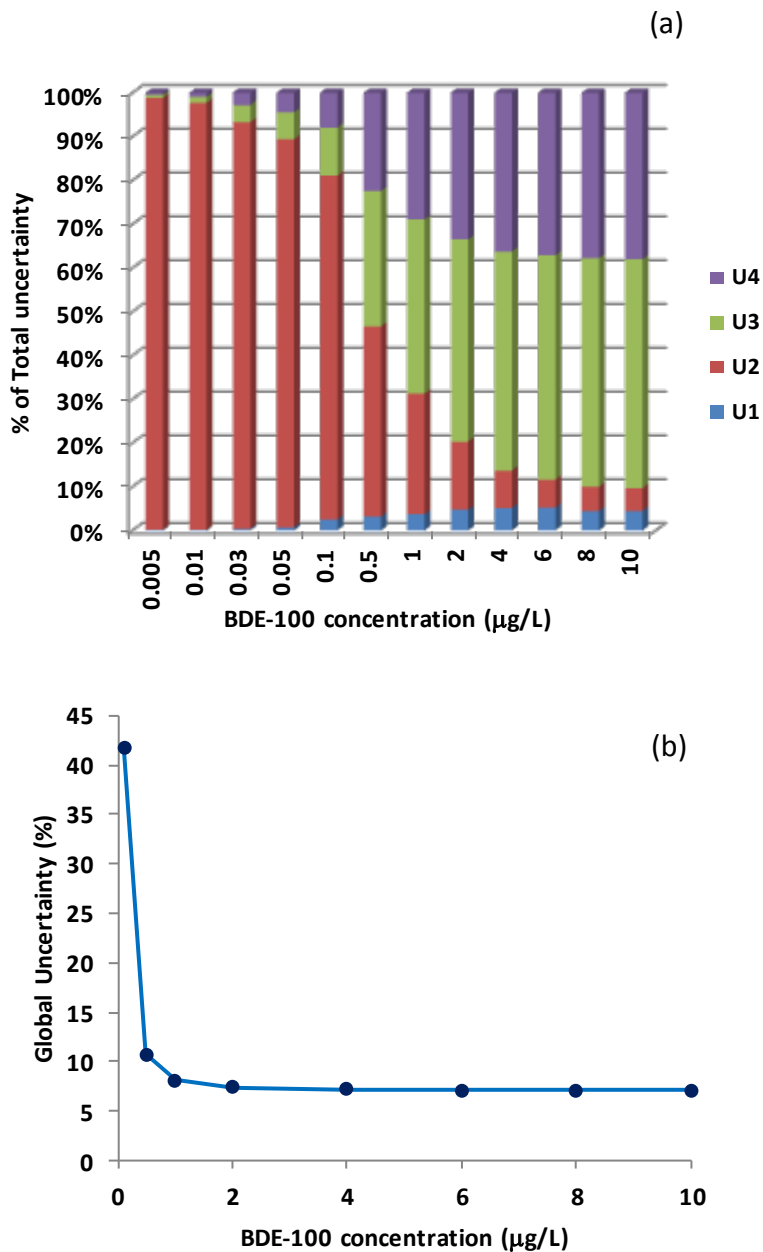 (a)
100%
90%
80%
70%
60%
50%
40%
30%
20%
10%
0%
% of Total uncertainty
0.005 0.01 0.03 0.05 0.1 0.5 1 2 4 6 8 10
BDE-100 concentration (µg/L)
U4
U3
U2
U1
(b)
45
40
35
30
25
20
15
10
5
0
Global Uncertainty (%)
0 2 4 6 8 10
BDE-100 concentration (µg/L)